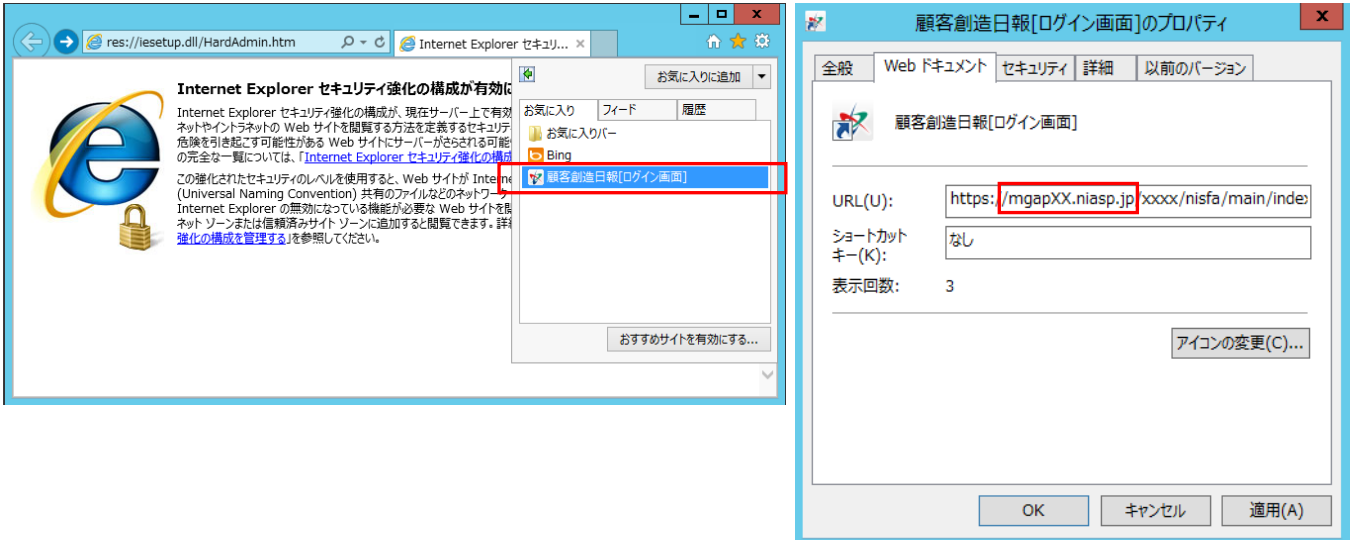 res://iesetup.dll/HardAdmin.htm
Internet Explorer セキュリ...
Internet Explorer セキュリティ強化の構成が有効に
Internet Explorer セキュリティ強化の構成が、現在サーバー上で有効
ネットやイントラネットの Web サイトを閲覧する方法を定義するセキュリテ
危険を引き起こす可能性がある Web サイトにサーバーがさらされる可能
の完全な一覧については、「Internet Explorer セキュリティ強化の構成
この強化されたセキュリティのレベルを使用すると、Web サイトが Interne
(Universal Naming Convention) 共有のファイルなどのネットワーク
Internet Explorer の無効になっている機能が必要な Web サイトを閲
ネット ゾーンまたは信頼済みサイト ゾーンに追加すると閲覧できます。詳
強化の構成を管理する」を参照してください。
お気に入りに追加
お気に入り フィード 履歴
お気に入りバー
Bing
顧客創造日報[ログイン画面]
おすすめサイトを有効にする...
顧客創造日報[ログイン画面]のプロパティ
全般 Web ドキュメント セキュリティ 詳細 以前のバージョン
顧客創造日報[ログイン画面]
URL(U): https://mgapXX.niasp.jp/xxxx/nisfa/main/index
ショートカット
キー(K): なし
表示回数: 3
アイコンの変更(C)...
OK キャンセル 適用(A)